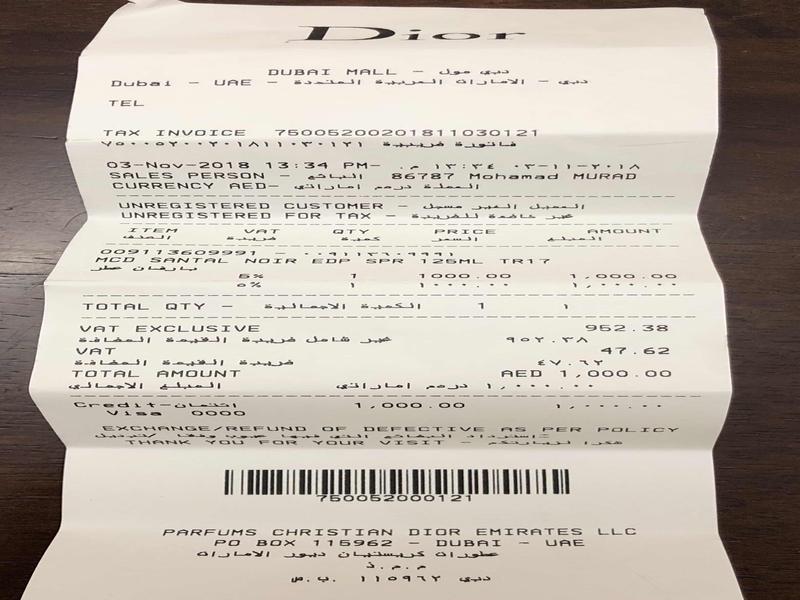 Dior
DUBAI MALL - دبي مول
Dubai - UAE - دبي - الامارات العربية المتحدة
TEL
TAX INVOICE 75005200201811030121
فاتورة ضريبية ٧٥٠٠٥٢٠٠٢٠١٨١١٠٣٠١٢١
03-Nov-2018 13:34 PM- ٠٣-١١-٢٠١٨ ١٣:٣٤ م.
SALES PERSON - البائع - 86787 Mohamad MURAD
CURRENCY AED- العملة درهم اماراتي
UNREGISTERED CUSTOMER - العميل الغير مسجل
UNREGISTERED FOR TAX - غير خاضعة للضريبة
ITEM VAT QTY PRICE AMOUNT
الصنف ضريبة كمية السعر المبلغ
009113609991 - ٠٠٩١١٣٦٠٩٩٩١
MCD SANTAL NOIR EDP SPR 125ML TR17
بارفان عطر
5% 1 1000.00 1,000.00
٥% ١ ١٠٠٠.٠٠ ١,٠٠٠.٠٠
TOTAL QTY - الكمية الاجمالية 1 ١
VAT EXCLUSIVE 952.38
غير شامل ضريبة القيمة المضافة ٩٥٢.٣٨
VAT 47.62
ضريبة القيمة المضافة ٤٧.٦٢
TOTAL AMOUNT AED 1,000.00
المبلغ الاجمالي ١,٠٠٠.٠٠ درهم اماراتي
Credit-ائتمان 1,000.00 ١,٠٠٠.٠٠
Visa 0000
EXCHANGE/REFUND OF DEFECTIVE AS PER POLICY
استرداد البضائع التي فيها عيوب وفقا
THANK YOU FOR YOUR VISIT - شكرا لزيارتكم
750052000121
PARFUMS CHRISTIAN DIOR EMIRATES LLC
PO BOX 115962 - DUBAI - UAE
عطورات كريستيان ديور الامارات
م.م.ذ
دبي ١١٥٩٦٢ ب.ص